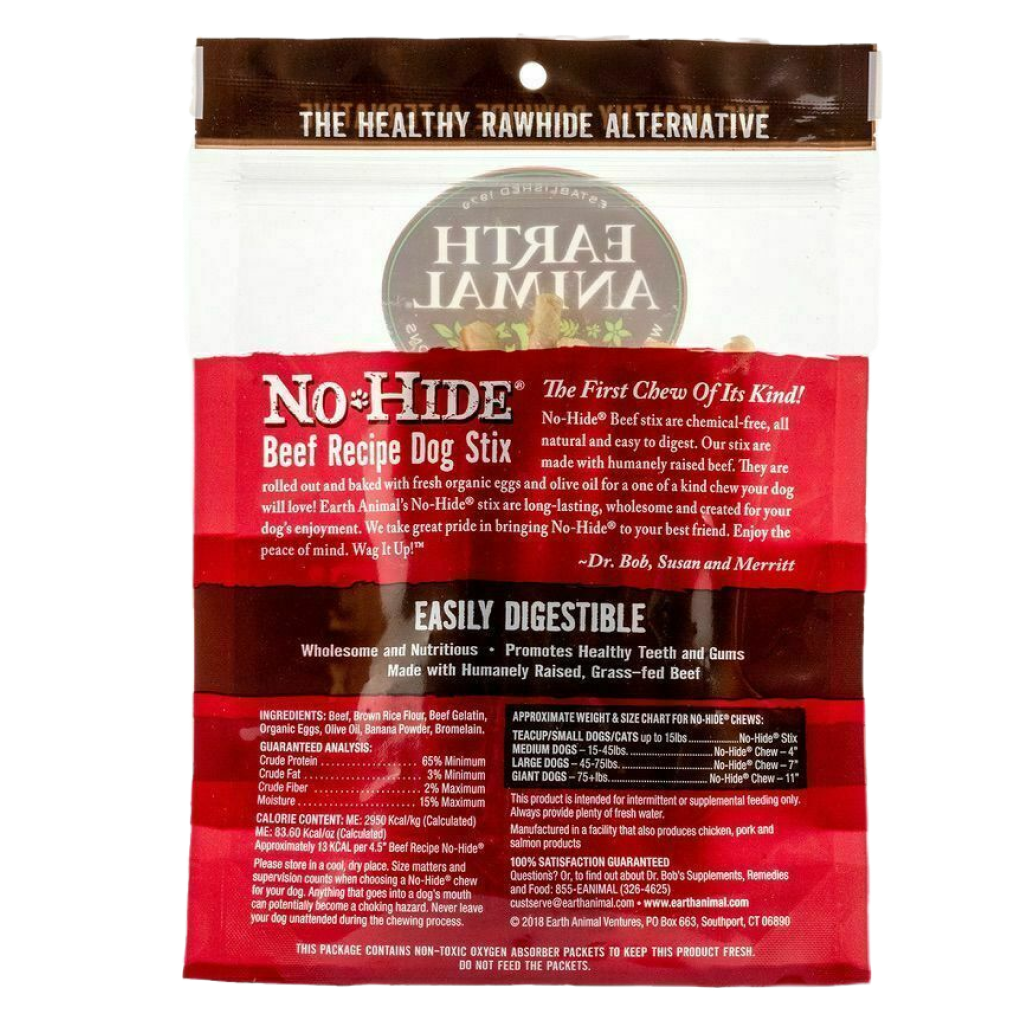 THE HEALTHY RAWHIDE ALTERNATIVE
ESTABLISHED 1979
EARTH
ANIMAL
NO-HIDE®
Beef Recipe Dog Stix
The First Chew Of Its Kind!
No-Hide® Beef stix are chemical-free, all
natural and easy to digest. Our stix are
made with humanely raised beef. They are
rolled out and baked with fresh organic eggs and olive oil for a one of a kind chew your dog
will love! Earth Animal's No-Hide® stix are long-lasting, wholesome and created for your
dog's enjoyment. We take great pride in bringing No-Hide® to your best friend. Enjoy the
peace of mind. Wag It Up!™
~Dr. Bob, Susan and Merritt
EASILY DIGESTIBLE
Wholesome and Nutritious • Promotes Healthy Teeth and Gums
Made with Humanely Raised, Grass-fed Beef
INGREDIENTS: Beef, Brown Rice Flour, Beef Gelatin,
Organic Eggs, Olive Oil, Banana Powder, Bromelain.
GUARANTEED ANALYSIS:
Crude Protein ........................ 65% Minimum
Crude Fat ............................ 3% Minimum
Crude Fiber .......................... 2% Maximum
Moisture ............................. 15% Maximum
CALORIE CONTENT: ME: 2950 Kcal/kg (Calculated)
ME: 83.60 Kcal/oz (Calculated)
Approximately 13 KCAL per 4.5" Beef Recipe No-Hide®
Please store in a cool, dry place. Size matters and
supervision counts when choosing a No-Hide® chew
for your dog. Anything that goes into a dog's mouth
can potentially become a choking hazard. Never leave
your dog unattended during the chewing process.
APPROXIMATE WEIGHT & SIZE CHART FOR NO-HIDE® CHEWS:
TEACUP/SMALL DOGS/CATS up to 15lbs ............... No-Hide® Stix
MEDIUM DOGS – 15-45lbs. ......................... No-Hide® Chew – 4"
LARGE DOGS – 45-75lbs. .......................... No-Hide® Chew – 7"
GIANT DOGS – 75+lbs. ............................ No-Hide® Chew – 11"
This product is intended for intermittent or supplemental feeding only.
Always provide plenty of fresh water.
Manufactured in a facility that also produces chicken, pork and
salmon products
100% SATISFACTION GUARANTEED
Questions? Or, to find out about Dr. Bob's Supplements, Remedies
and Food: 855-EANIMAL (326-4625)
custserve@earthanimal.com • www.earthanimal.com
© 2018 Earth Animal Ventures, PO Box 663, Southport, CT 06890
THIS PACKAGE CONTAINS NON-TOXIC OXYGEN ABSORBER PACKETS TO KEEP THIS PRODUCT FRESH.
DO NOT FEED THE PACKETS.